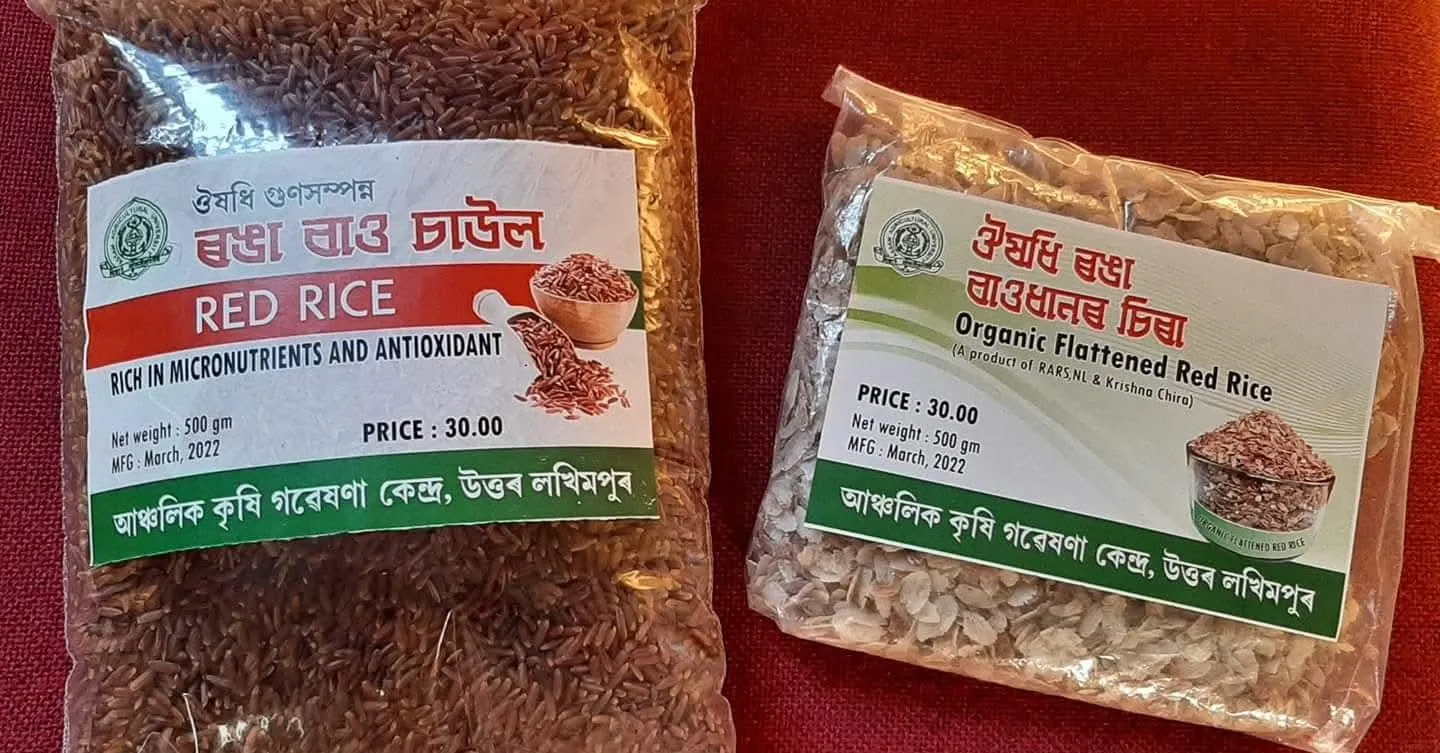 ঔষধি গুণসম্পন্ন
ৰঙা বাও চাউল
RED RICE
RICH IN MICRONUTRIENTS AND ANTIOXIDANT
Net weight : 500 gm
MFG : March, 2022
PRICE : 30.00
আঞ্চলিক কৃষি গৱেষণা কেন্দ্ৰ, উত্তৰ লখিমপুৰ
ঔষধি ৰঙা
বাওধানৰ চিৰা
Organic Flattened Red Rice
(A product of RARS,NL & Krishna Chira)
PRICE : 30.00
Net weight : 500 gm
MFG : March, 2022
ORGANIC FLATTENED RED RICE
আঞ্চলিক কৃষি গৱেষণা কেন্দ্ৰ, উত্তৰ লখিমপুৰ